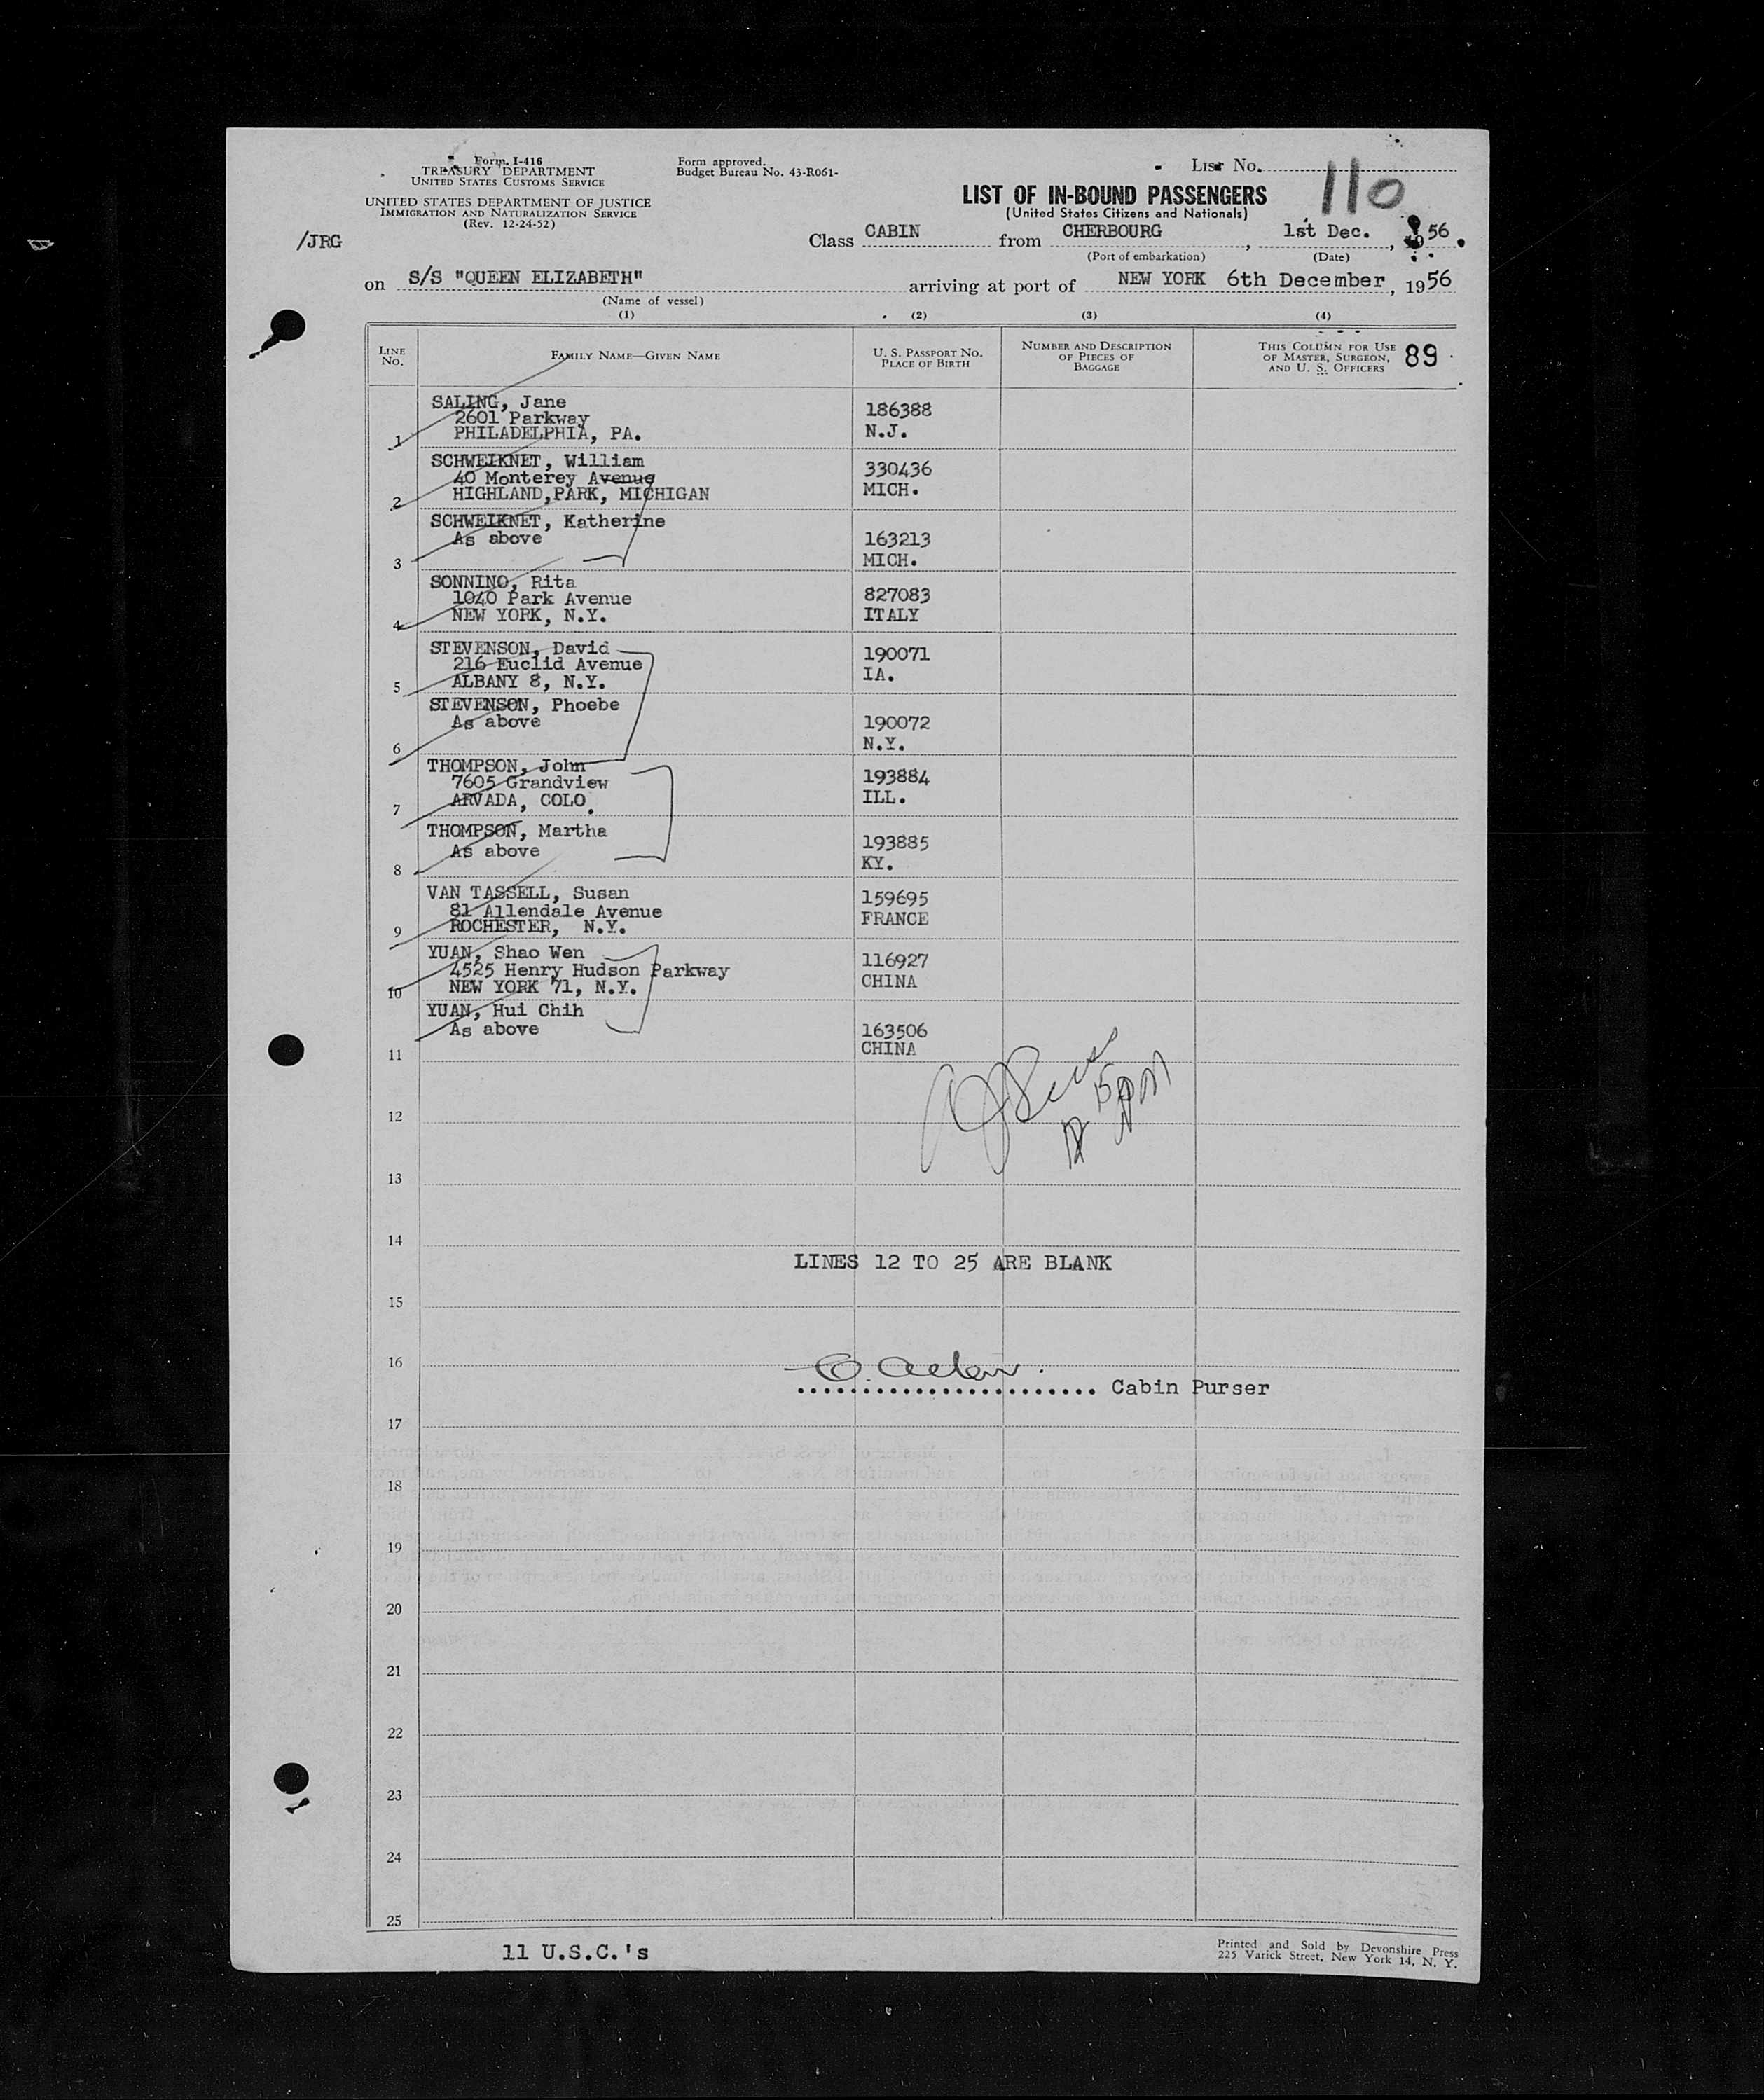 Form I-416
TREASURY DEPARTMENT
UNITED STATES CUSTOMS SERVICE
UNITED STATES DEPARTMENT OF JUSTICE
IMMIGRATION AND NATURALIZATION SERVICE
(Rev. 12-24-52)
Form approved.
Budget Bureau No. 43-R061-
List No. 110
LIST OF IN-BOUND PASSENGERS
(United States Citizens and Nationals)
/JRG
Class CABIN from CHERBOURG, 1st Dec., 1956.
(Port of embarkation) (Date)
on S/S "QUEEN ELIZABETH" arriving at port of NEW YORK 6th December, 1956
(Name of vessel)
(1) (2) (3) (4)
LINE No.
FAMILY NAME—GIVEN NAME
U. S. PASSPORT NO.
PLACE OF BIRTH
NUMBER AND DESCRIPTION
OF PIECES OF
BAGGAGE
THIS COLUMN FOR USE
OF MASTER, SURGEON,
AND U. S. OFFICERS
89
SALING, Jane 186388
2601 Parkway
1 PHILADELPHIA, PA. N.J.
SCHWEIKNET, William 330436
40 Monterey Avenue
2 HIGHLAND,PARK, MICHIGAN MICH.
SCHWEIKNET, Katherine
As above 163213
3 MICH.
SONNINO, Rita 827083
1040 Park Avenue
4 NEW YORK, N.Y. ITALY
STEVENSON, David 190071
216 Euclid Avenue
5 ALBANY 8, N.Y. IA.
STEVENSON, Phoebe
As above 190072
6 N.Y.
THOMPSON, John 193884
7605 Grandview
7 ARVADA, COLO. ILL.
THOMPSON, Martha 193885
As above
8 KY.
VAN TASSELL, Susan 159695
81 Allendale Avenue
9 ROCHESTER, N.Y. FRANCE
YUAN, Shao Wen 116927
4525 Henry Hudson Parkway
10 NEW YORK 71, N.Y. CHINA
YUAN, Hui Chih
As above 163506
11 CHINA
12
13
14
LINES 12 TO 25 ARE BLANK
15
16
........................ Cabin Purser
17
18
19
20
21
22
23
24
25
11 U.S.C.'s
Printed and Sold by Devonshire Press
225 Varick Street, New York 14, N. Y.